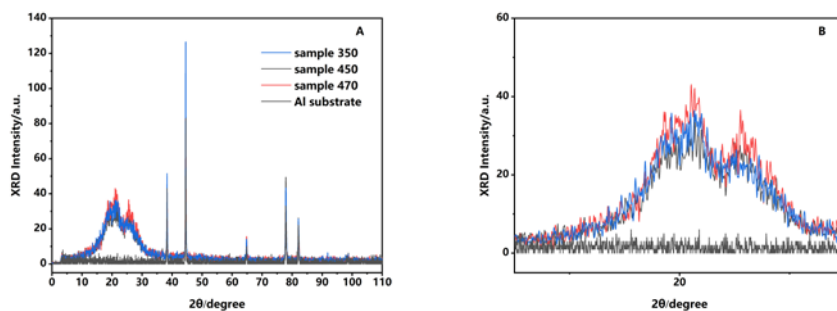 A
140
120
100
80
60
40
20
0
sample 350
sample 450
sample 470
Al substrate
XRD Intensity/a.u.
0 10 20 30 40 50 60 70 80 90 100 110
2θ/degree
B
60
40
20
0
XRD Intensity/a.u.
20
2θ/degree